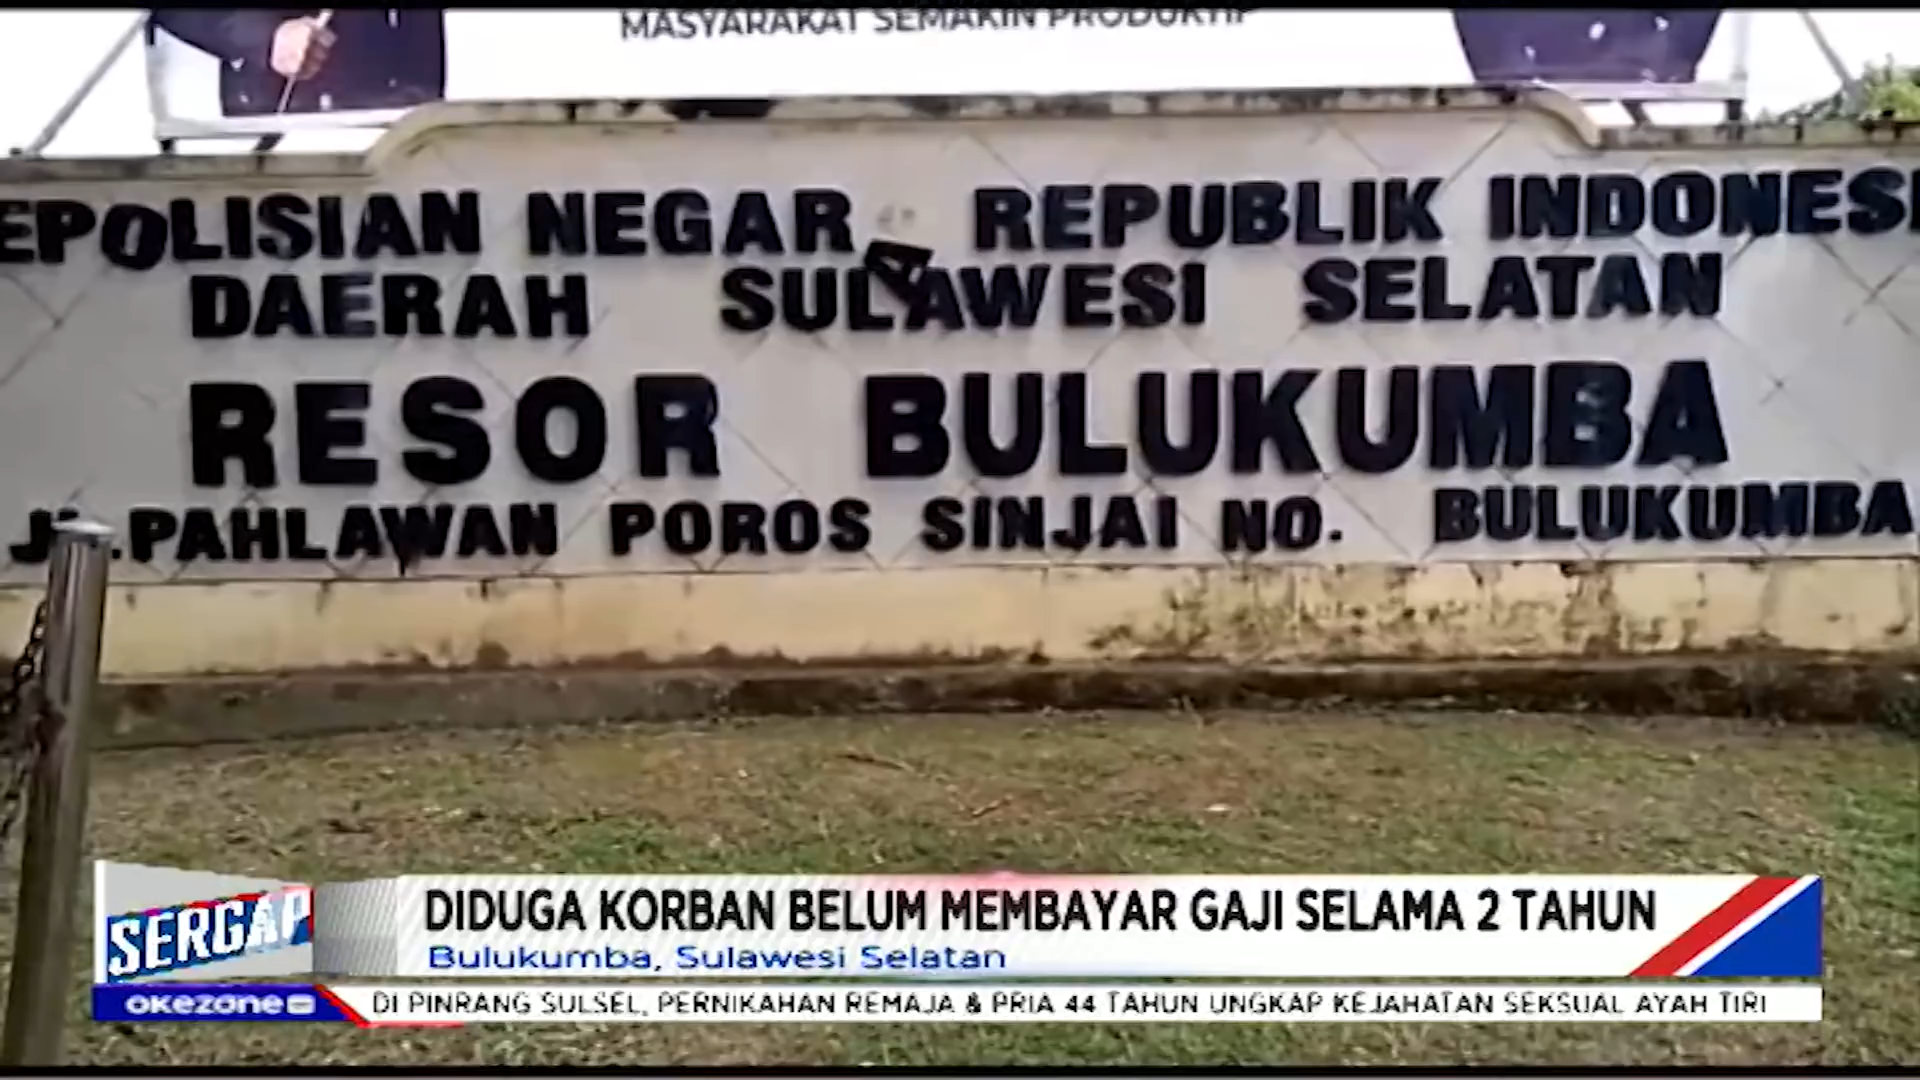 MASYARAKAT SEMAKIN PRODUKTIF
EPOLISIAN NEGARA REPUBLIK INDONESI
DAERAH SULAWESI SELATAN
RESOR BULUKUMBA
JL.PAHLAWAN POROS SINJAI NO. BULUKUMBA
SERGAP
DIDUGA KORBAN BELUM MEMBAYAR GAJI SELAMA 2 TAHUN
Bulukumba, Sulawesi Selatan
okezone
DI PINRANG SULSEL, PERNIKAHAN REMAJA & PRIA 44 TAHUN UNGKAP KEJAHATAN SEKSUAL AYAH TIRI